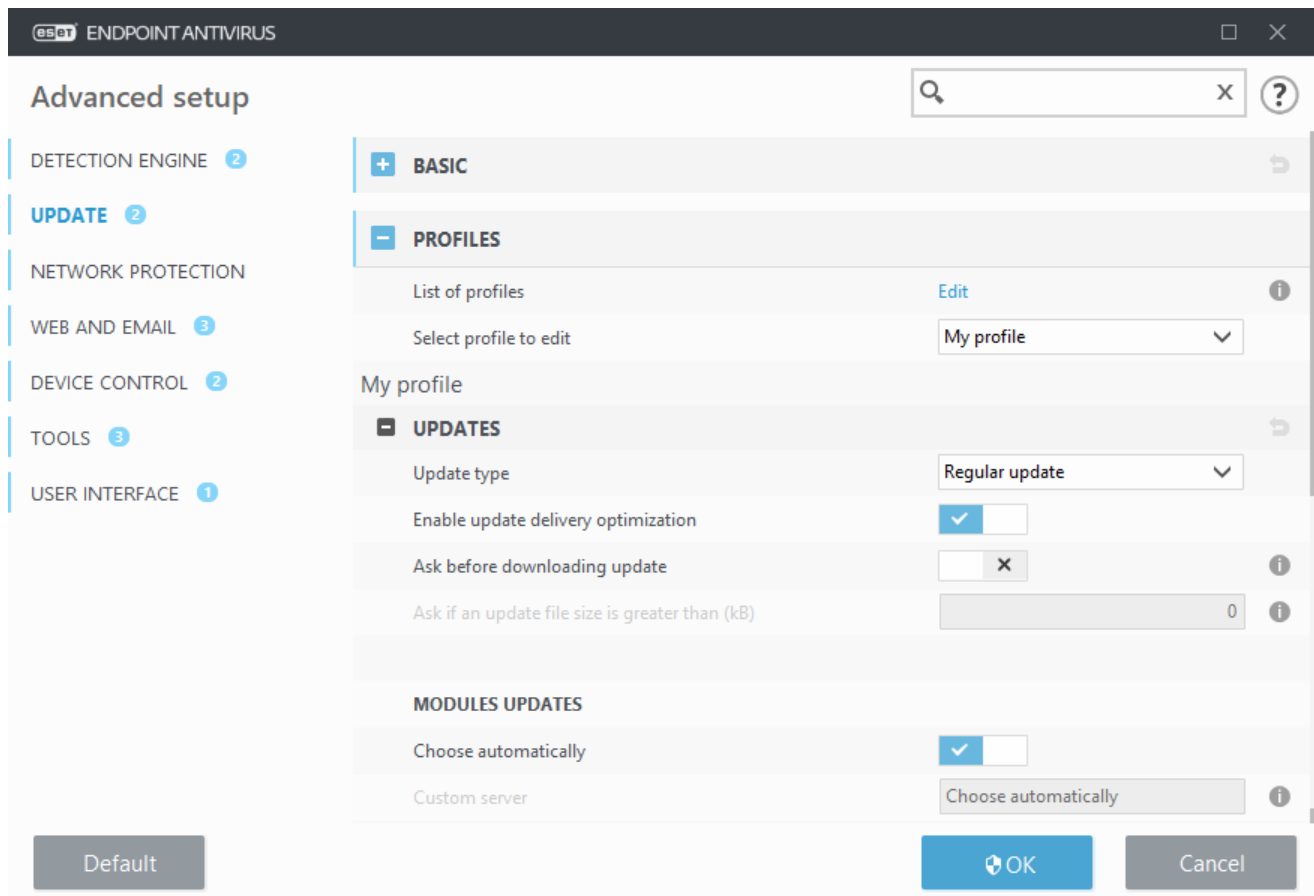 eset ENDPOINT ANTIVIRUS
Advanced setup
?
DETECTION ENGINE 2
UPDATE 2
NETWORK PROTECTION
WEB AND EMAIL 3
DEVICE CONTROL 2
TOOLS 3
USER INTERFACE 1
BASIC
PROFILES
List of profiles Edit
Select profile to edit My profile
My profile
UPDATES
Update type Regular update
Enable update delivery optimization
Ask before downloading update
Ask if an update file size is greater than (kB) 0
MODULES UPDATES
Choose automatically
Custom server Choose automatically
Default OK Cancel